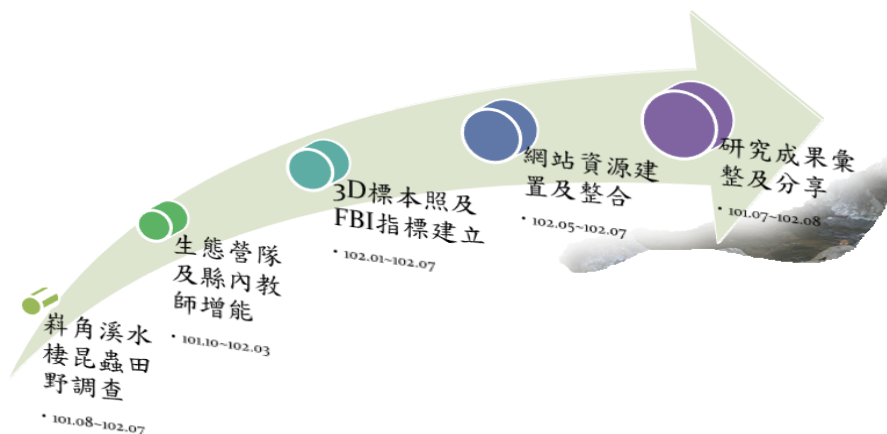 嵙角溪水
棲昆蟲田
野調查
• 101.08~102.07
生態營隊
及縣內教
師增能
• 101.10~102.03
3D標本照及
FBI指標建立
• 102.01~102.07
網站資源建
置及整合
• 102.05~102.07
研究成果彙
整及分享
• 101.07~102.08